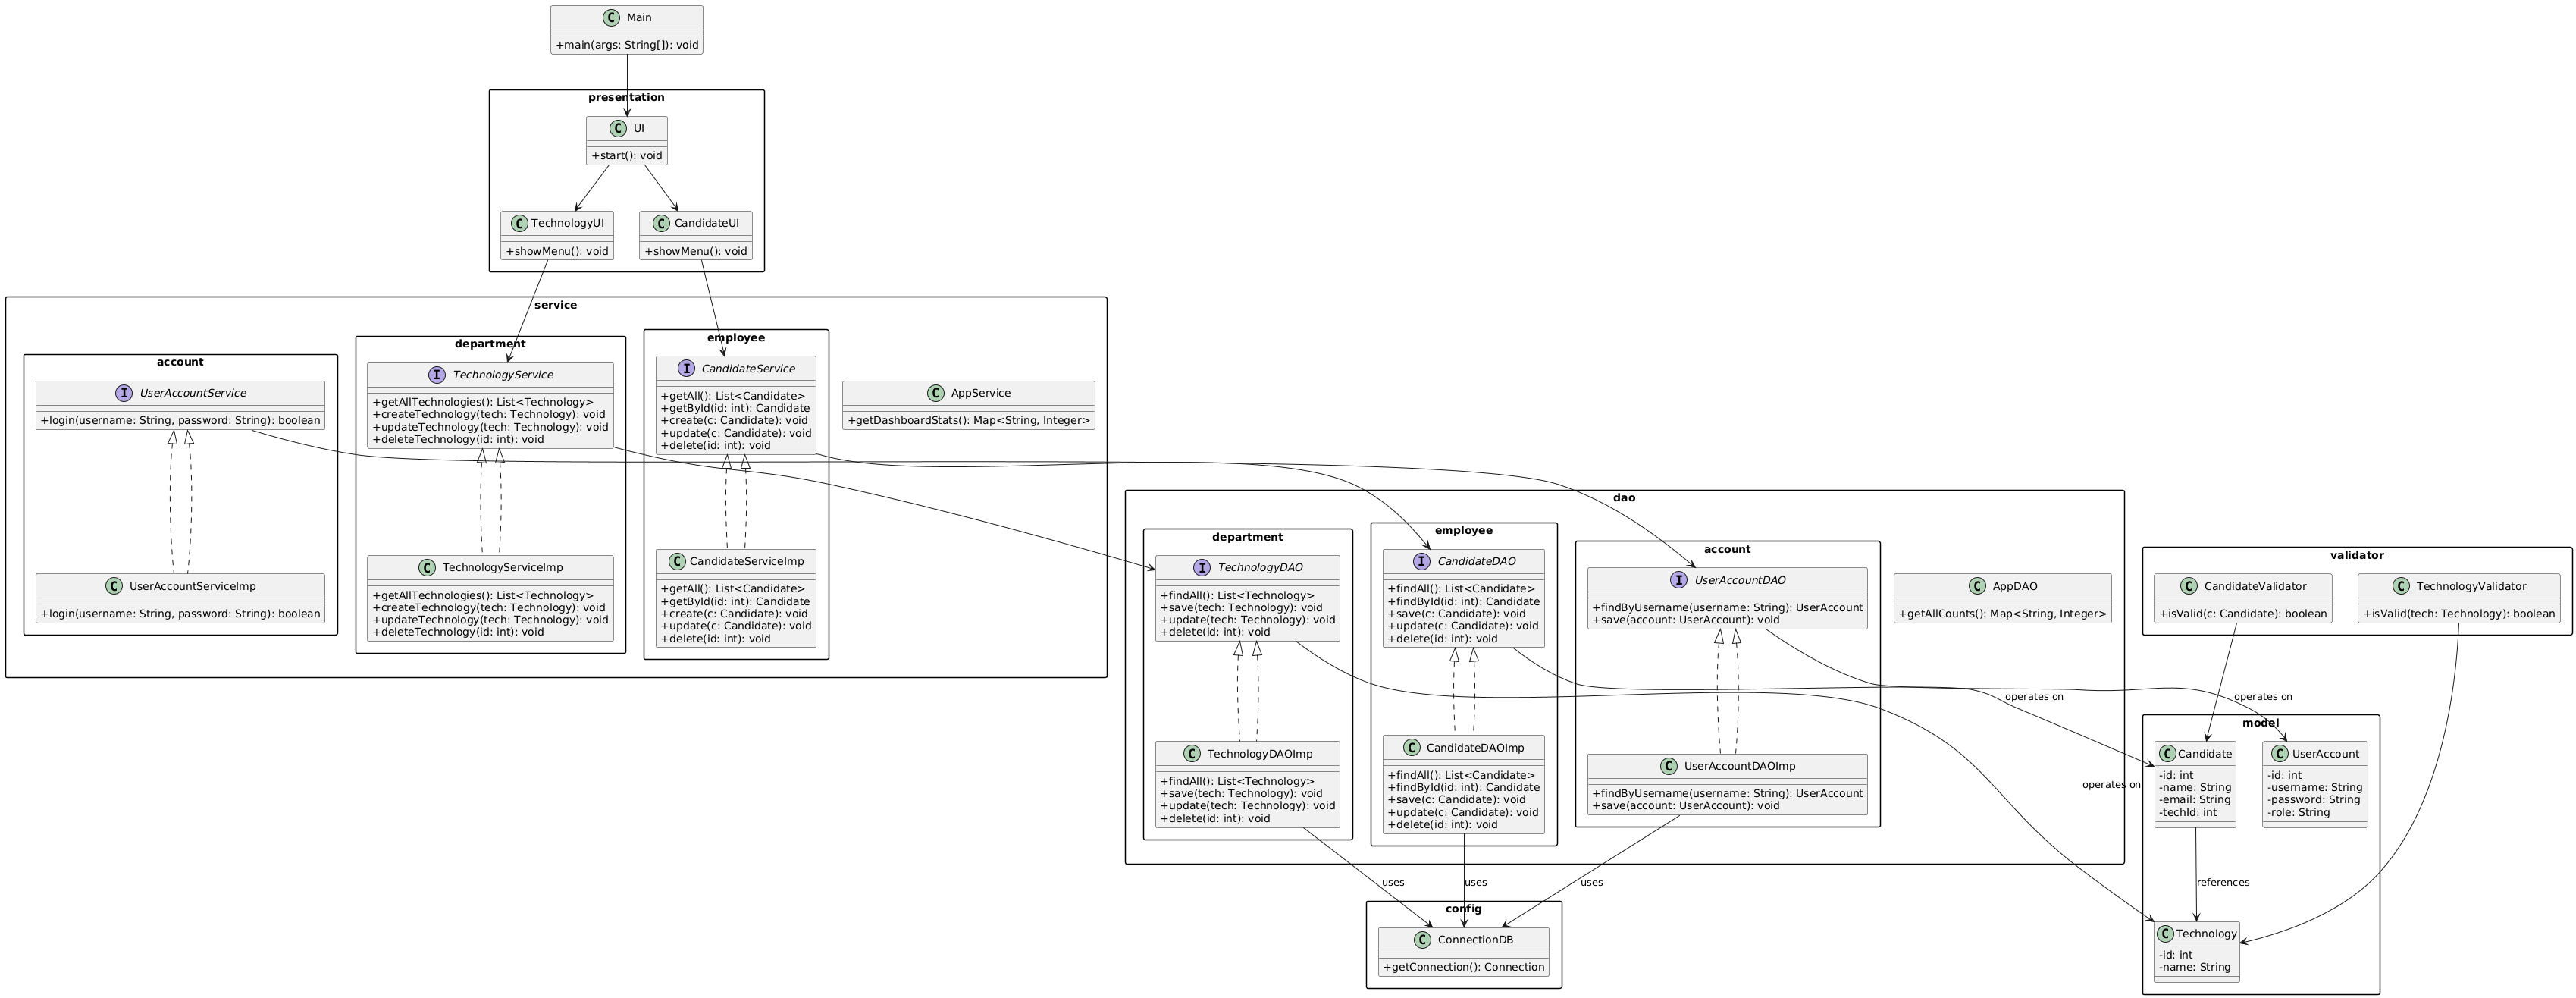 C Main
+main(args: String[]): void
presentation
C UI
+start(): void
C TechnologyUI
+showMenu(): void
C CandidateUI
+showMenu(): void
service
account
I UserAccountService
+login(username: String, password: String): boolean
C UserAccountServiceImp
+login(username: String, password: String): boolean
department
I TechnologyService
+getAllTechnologies(): List<Technology>
+createTechnology(tech: Technology): void
+updateTechnology(tech: Technology): void
+deleteTechnology(id: int): void
C TechnologyServiceImp
+getAllTechnologies(): List<Technology>
+createTechnology(tech: Technology): void
+updateTechnology(tech: Technology): void
+deleteTechnology(id: int): void
employee
I CandidateService
+getAll(): List<Candidate>
+getById(id: int): Candidate
+create(c: Candidate): void
+update(c: Candidate): void
+delete(id: int): void
C CandidateServiceImp
+getAll(): List<Candidate>
+getById(id: int): Candidate
+create(c: Candidate): void
+update(c: Candidate): void
+delete(id: int): void
C AppService
+getDashboardStats(): Map<String, Integer>
dao
department
I TechnologyDAO
+findAll(): List<Technology>
+save(tech: Technology): void
+update(tech: Technology): void
+delete(id: int): void
C TechnologyDAOImp
+findAll(): List<Technology>
+save(tech: Technology): void
+update(tech: Technology): void
+delete(id: int): void
employee
I CandidateDAO
+findAll(): List<Candidate>
+findById(id: int): Candidate
+save(c: Candidate): void
+update(c: Candidate): void
+delete(id: int): void
C CandidateDAOImp
+findAll(): List<Candidate>
+findById(id: int): Candidate
+save(c: Candidate): void
+update(c: Candidate): void
+delete(id: int): void
account
I UserAccountDAO
+findByUsername(username: String): UserAccount
+save(account: UserAccount): void
C UserAccountDAOImp
+findByUsername(username: String): UserAccount
+save(account: UserAccount): void
C AppDAO
+getAllCounts(): Map<String, Integer>
validator
C CandidateValidator
+isValid(c: Candidate): boolean
C TechnologyValidator
+isValid(tech: Technology): boolean
operates on
operates on
operates on
model
C Candidate
-id: int
-name: String
-email: String
-techId: int
C UserAccount
-id: int
-username: String
-password: String
-role: String
references
C Technology
-id: int
-name: String
uses
uses
uses
config
C ConnectionDB
+getConnection(): Connection